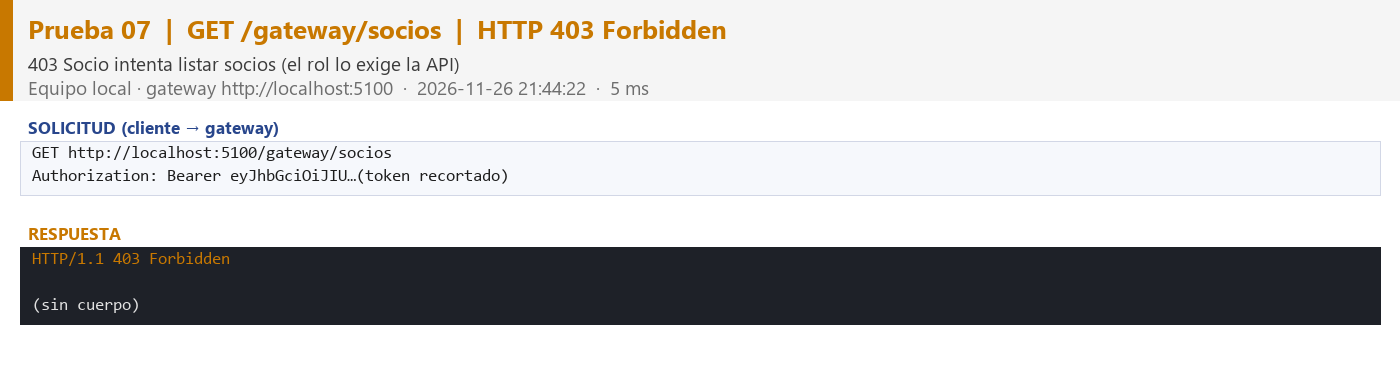 Prueba 07 | GET /gateway/socios | HTTP 403 Forbidden
403 Socio intenta listar socios (el rol lo exige la API)
Equipo local · gateway http://localhost:5100 · 2026-11-26 21:44:22 · 5 ms
SOLICITUD (cliente → gateway)
GET http://localhost:5100/gateway/socios
Authorization: Bearer eyJhbGciOiJIU…(token recortado)
RESPUESTA
HTTP/1.1 403 Forbidden
(sin cuerpo)